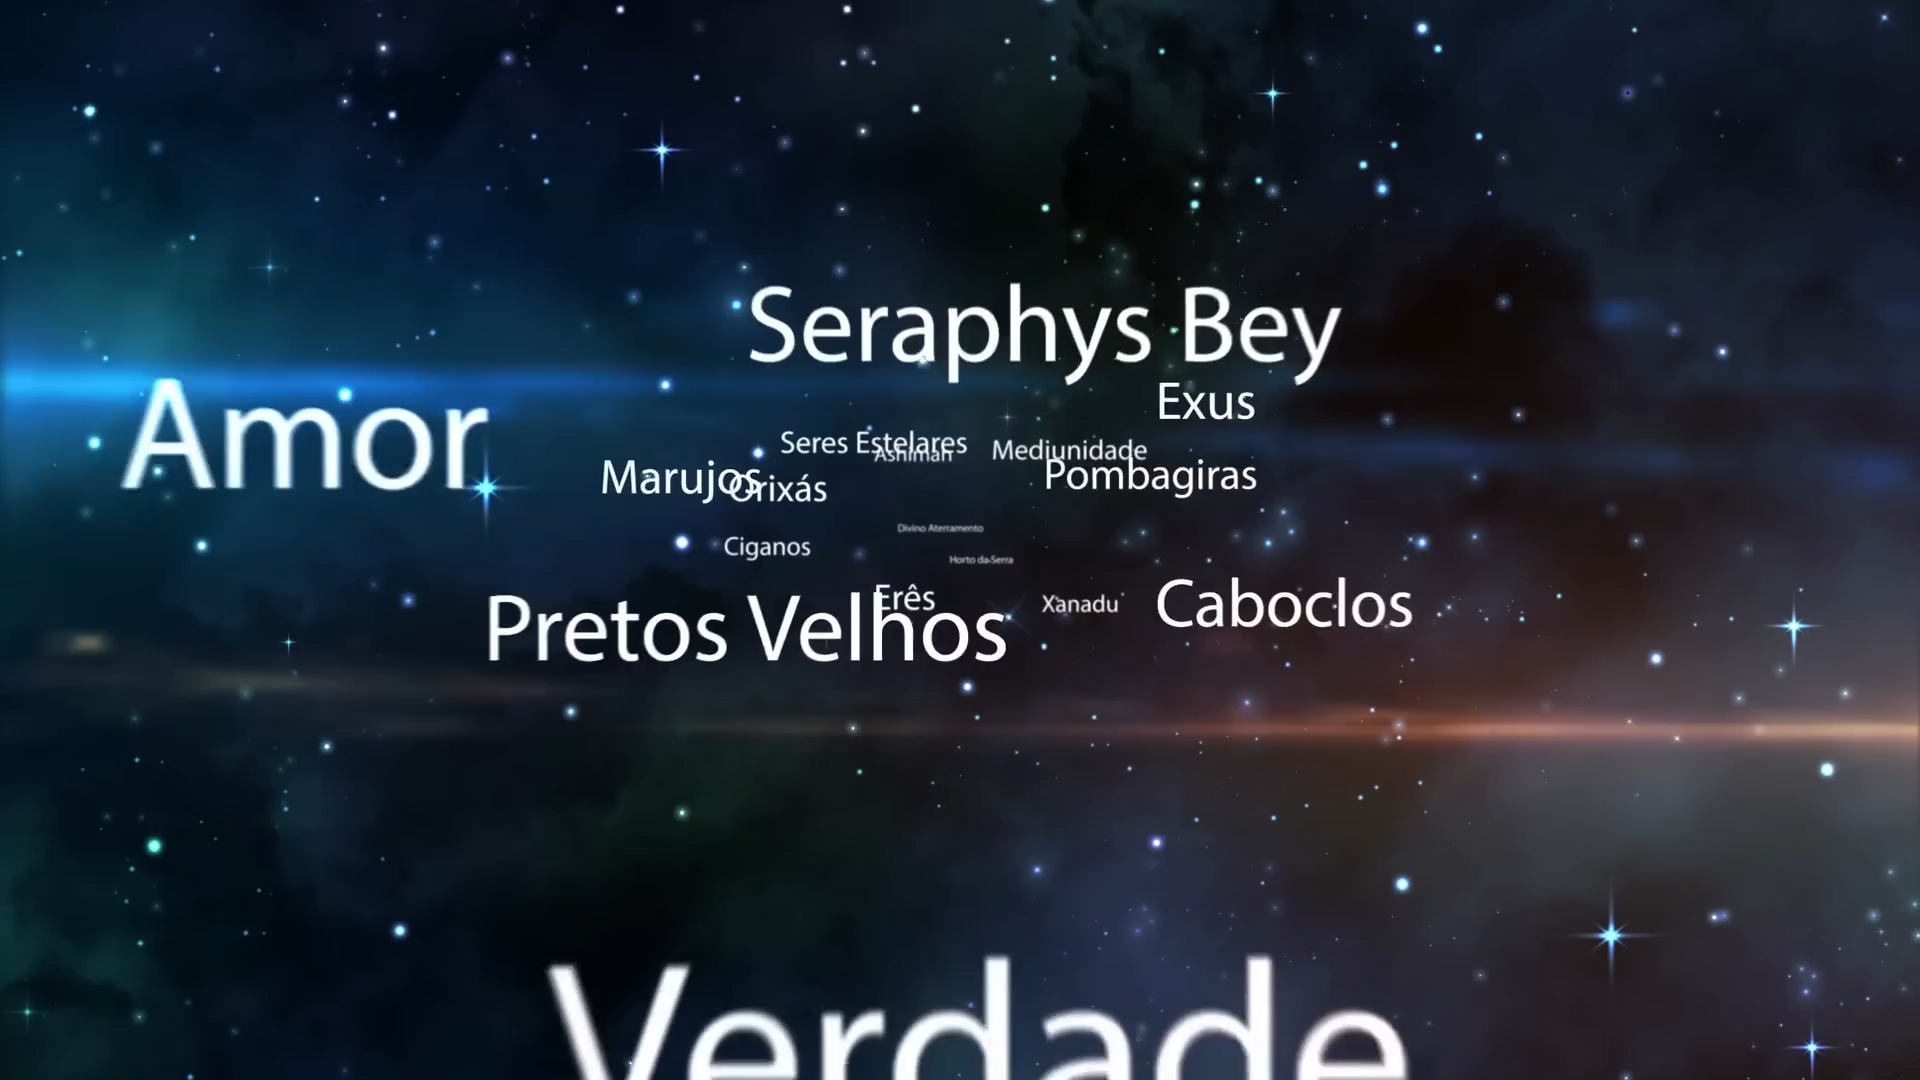 Seraphys Bey
Exus
Amor
Seres Estelares
Ashimah
Mediunidade
Marujos
Orixás
Pombagiras
Divino Aterramento
Ciganos
Horto da Serra
Erês
Xanadu
Caboclos
Pretos Velhos
Verdade